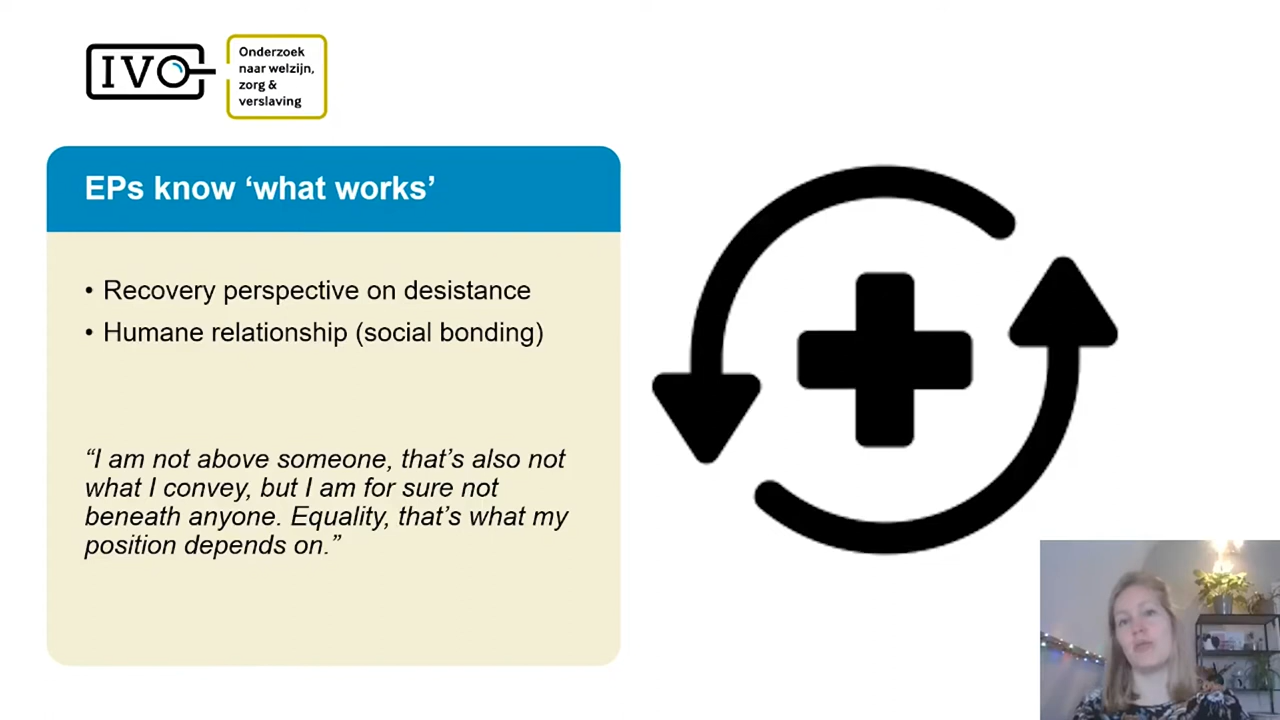 IVO
Onderzoek
naar welzijn,
zorg &
verslaving
EPs know ‘what works’
• Recovery perspective on desistance
• Humane relationship (social bonding)
“I am not above someone, that’s also not
what I convey, but I am for sure not
beneath anyone. Equality, that’s what my
position depends on.”